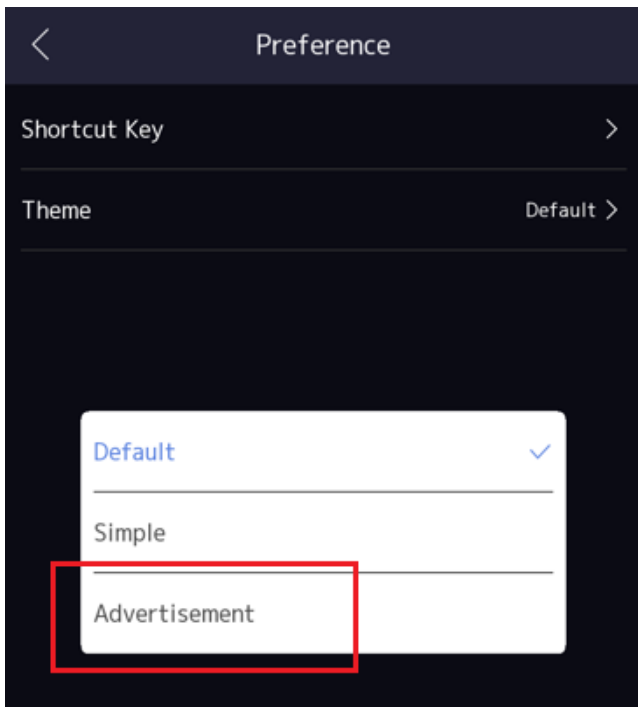 Preference
Shortcut Key
Theme Default
Default
Simple
Advertisement